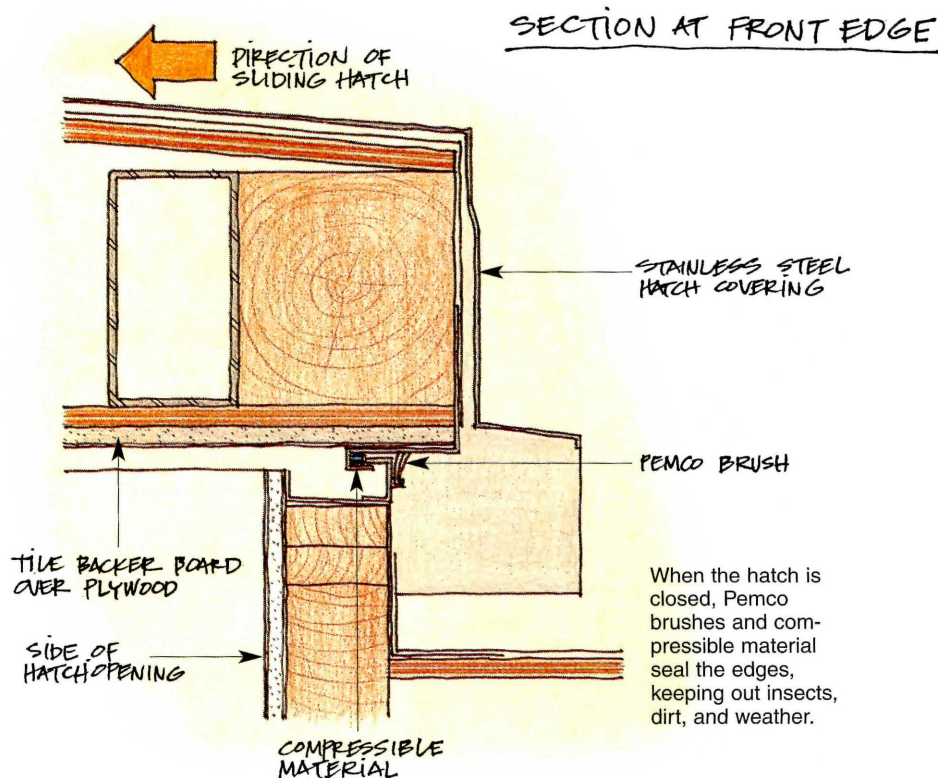 SECTION AT FRONT EDGE
DIRECTION OF
SLIDING HATCH
STAINLESS STEEL
HATCH COVERING
PEMCO BRUSH
TILE BACKER BOARD
OVER PLYWOOD
SIDE OF
HATCH OPENING
COMPRESSIBLE
MATERIAL
When the hatch is
closed, Pemco
brushes and com-
pressible material
seal the edges,
keeping out insects,
dirt, and weather.